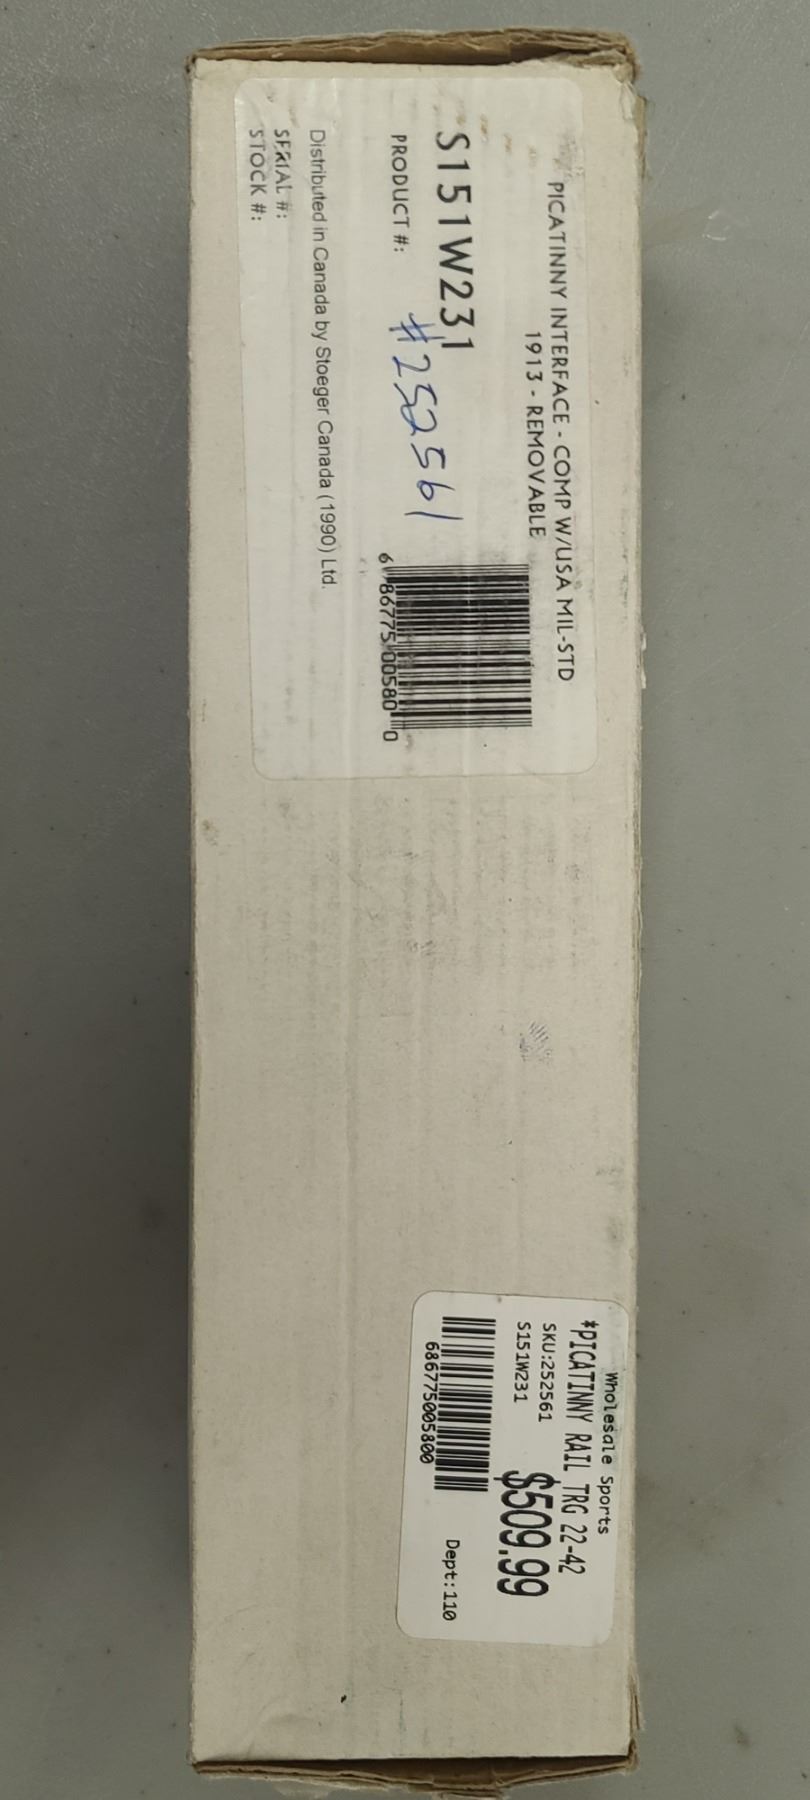 PICATINNY INTERFACE - COMP W/USA MIL-STD
1913 - REMOVABLE
S151W231
PRODUCT #:
#252561
6 86775 00580 0
Distributed in Canada by Stoeger Canada (1990) Ltd.
SERIAL #:
STOCK #:
Wholesale Sports
*PICATINNY RAIL TRG 22-42
SKU:252561
S151W231
$509.99
686775005800
Dept:110